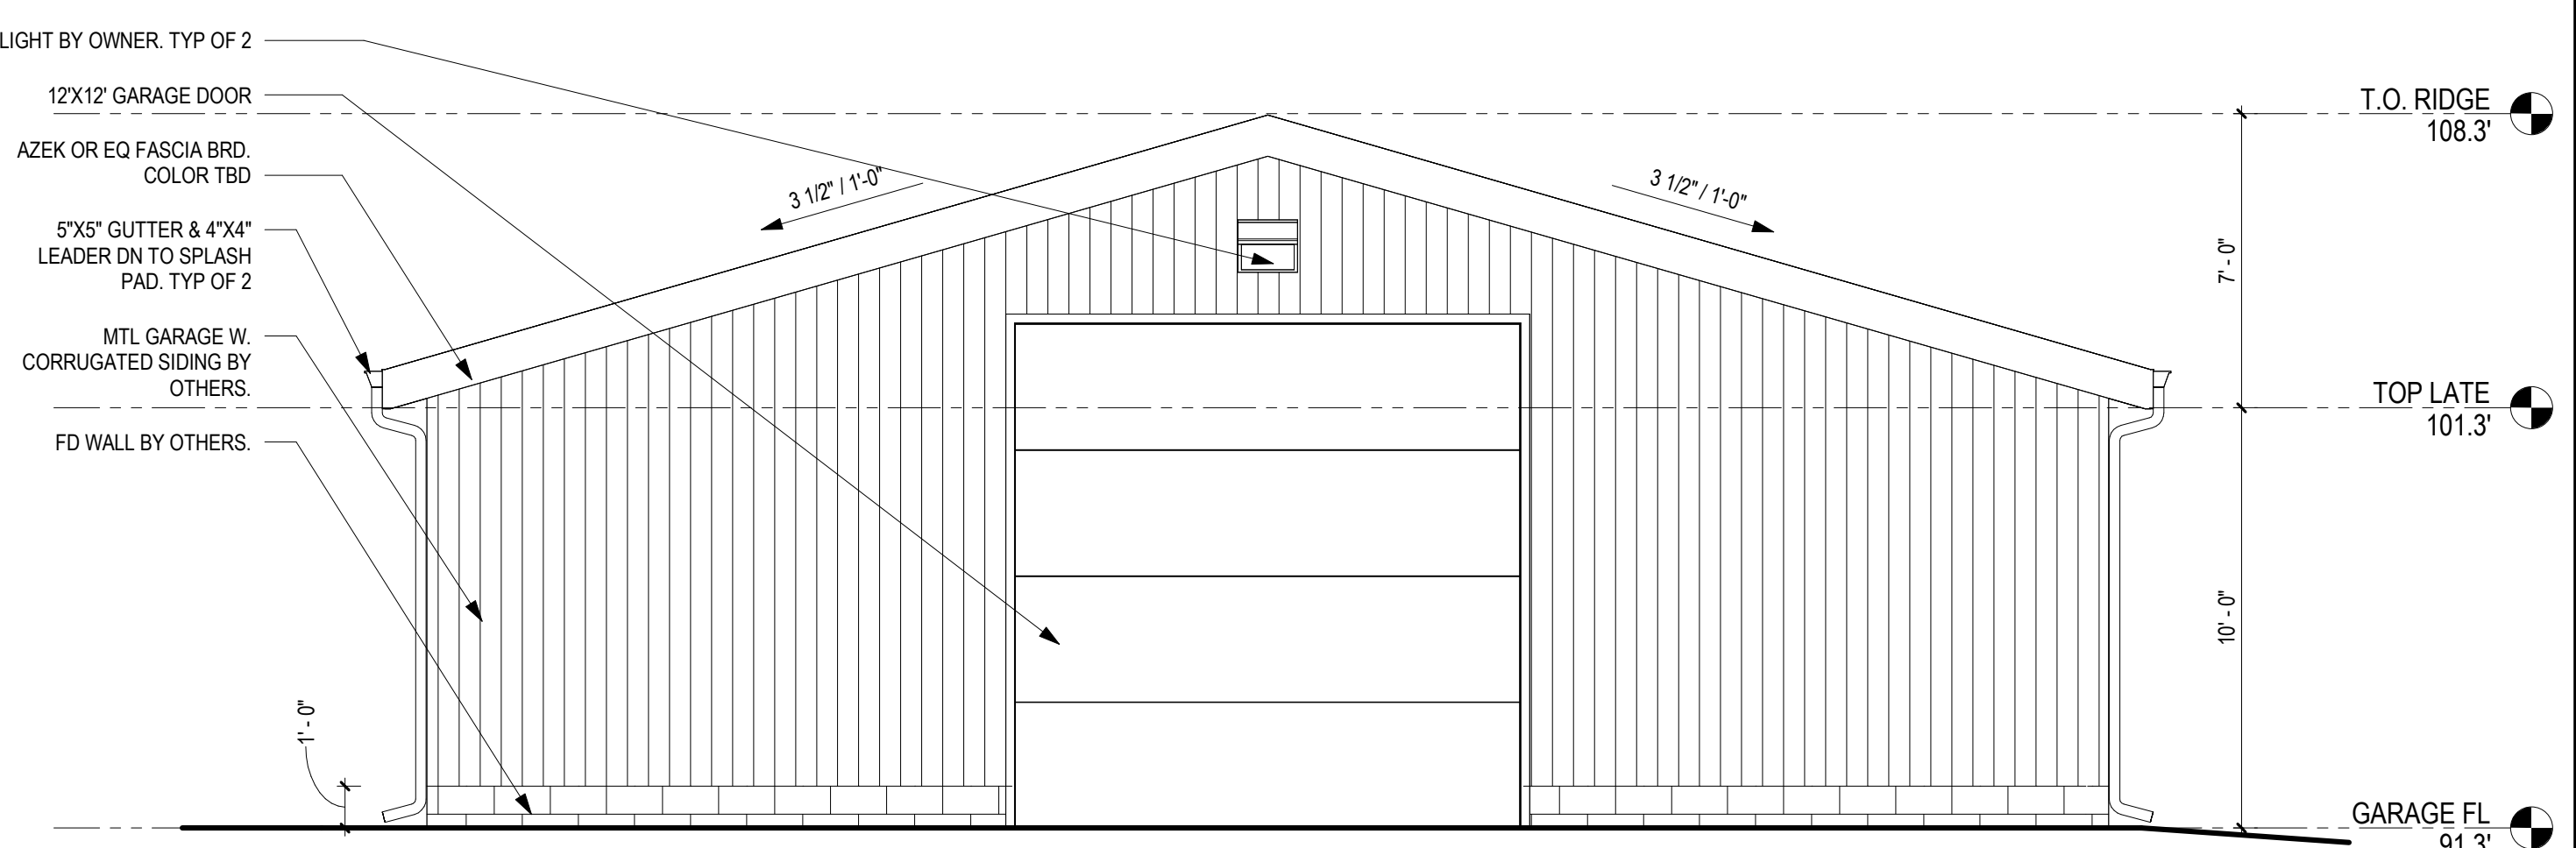 LIGHT BY OWNER. TYP OF 2
12'X12' GARAGE DOOR
AZEK OR EQ FASCIA BRD.
COLOR TBD
5"X5" GUTTER & 4"X4"
LEADER DN TO SPLASH
PAD. TYP OF 2
MTL GARAGE W.
CORRUGATED SIDING BY
OTHERS.
FD WALL BY OTHERS.
1' - 0"
3 1/2" / 1'-0"
3 1/2" / 1'-0"
7' - 0"
10' - 0"
T.O. RIDGE
108.3'
TOP LATE
101.3'
GARAGE FL
91.3'